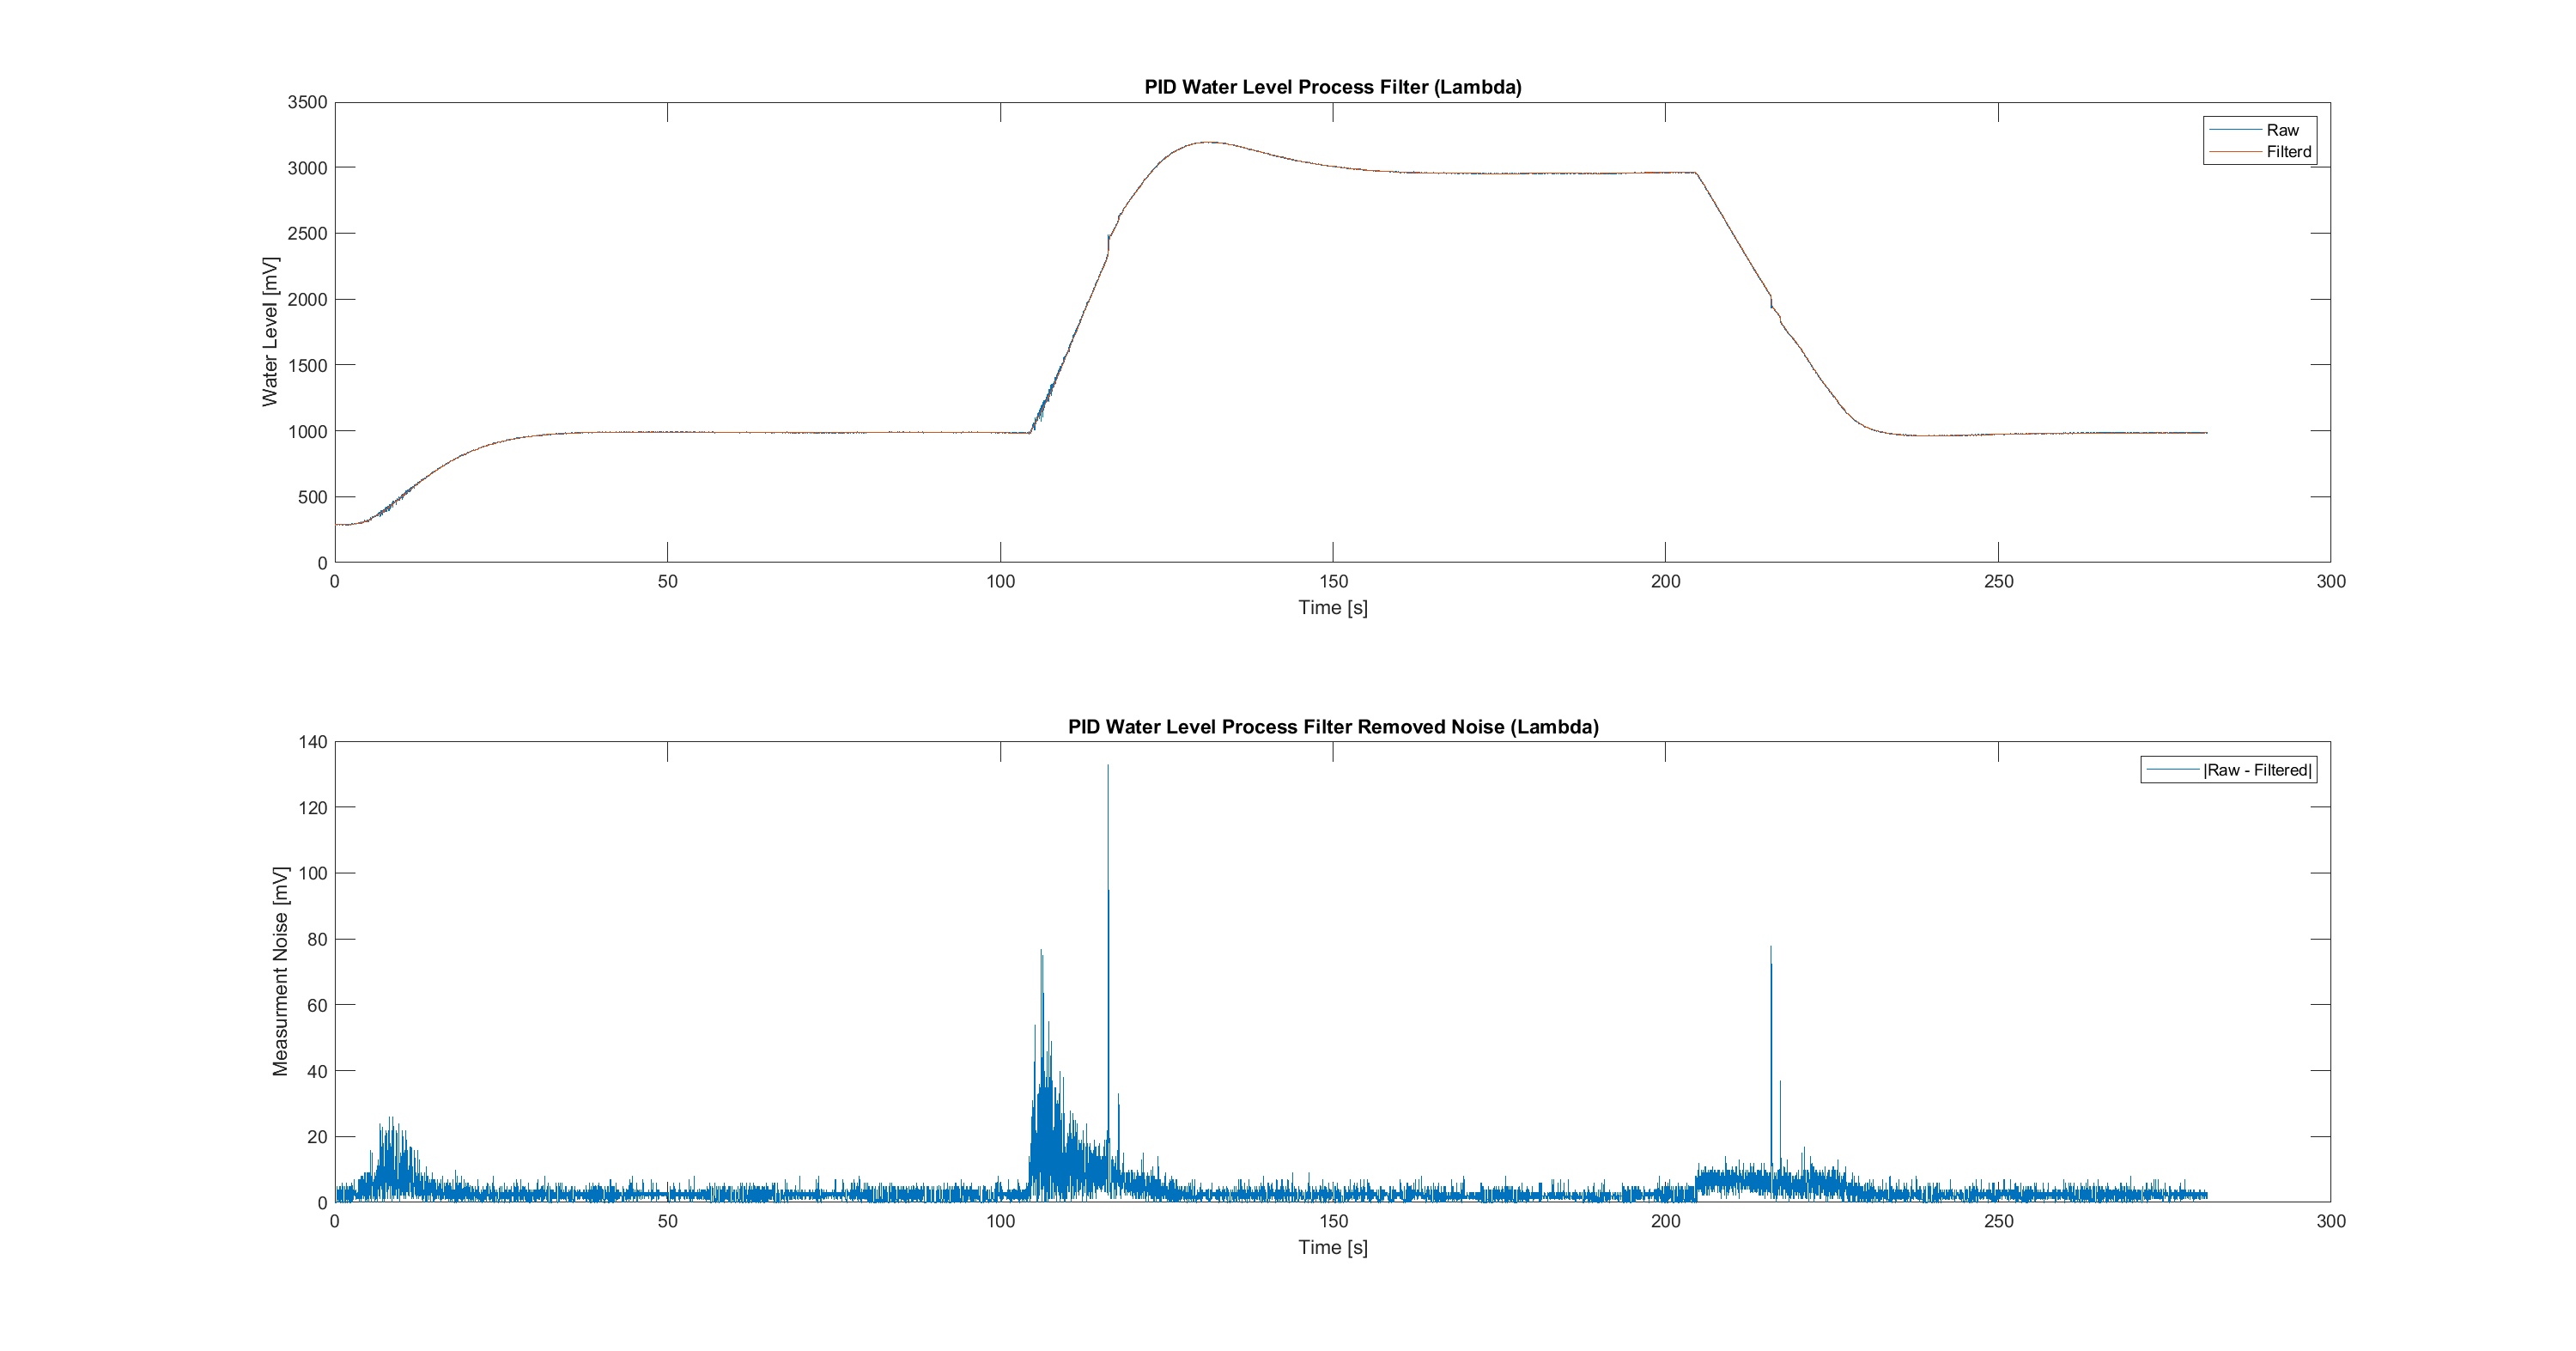 PID Water Level Process Filter (Lambda)
3500
3000
2500
2000
1500
1000
500
0
Water Level [mV]
Raw
Filterd
0 50 100 150 200 250 300
Time [s]
PID Water Level Process Filter Removed Noise (Lambda)
140
120
100
80
60
40
20
0
Measurment Noise [mV]
|Raw - Filtered|
0 50 100 150 200 250 300
Time [s]